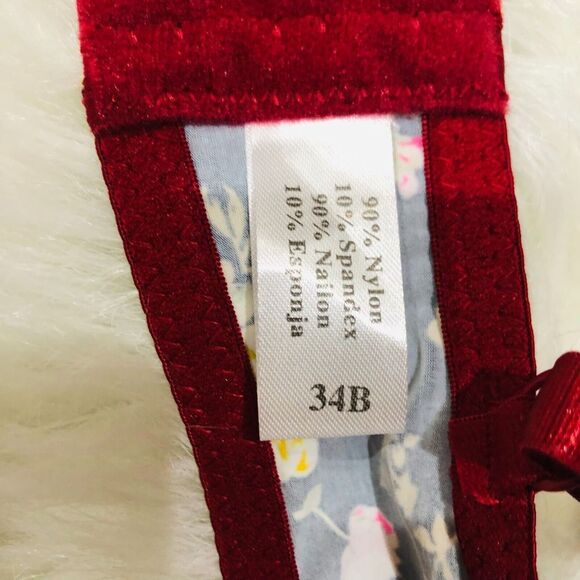 90% Nylon
10% Spandex
90% Nailon
10% Esponja
34B